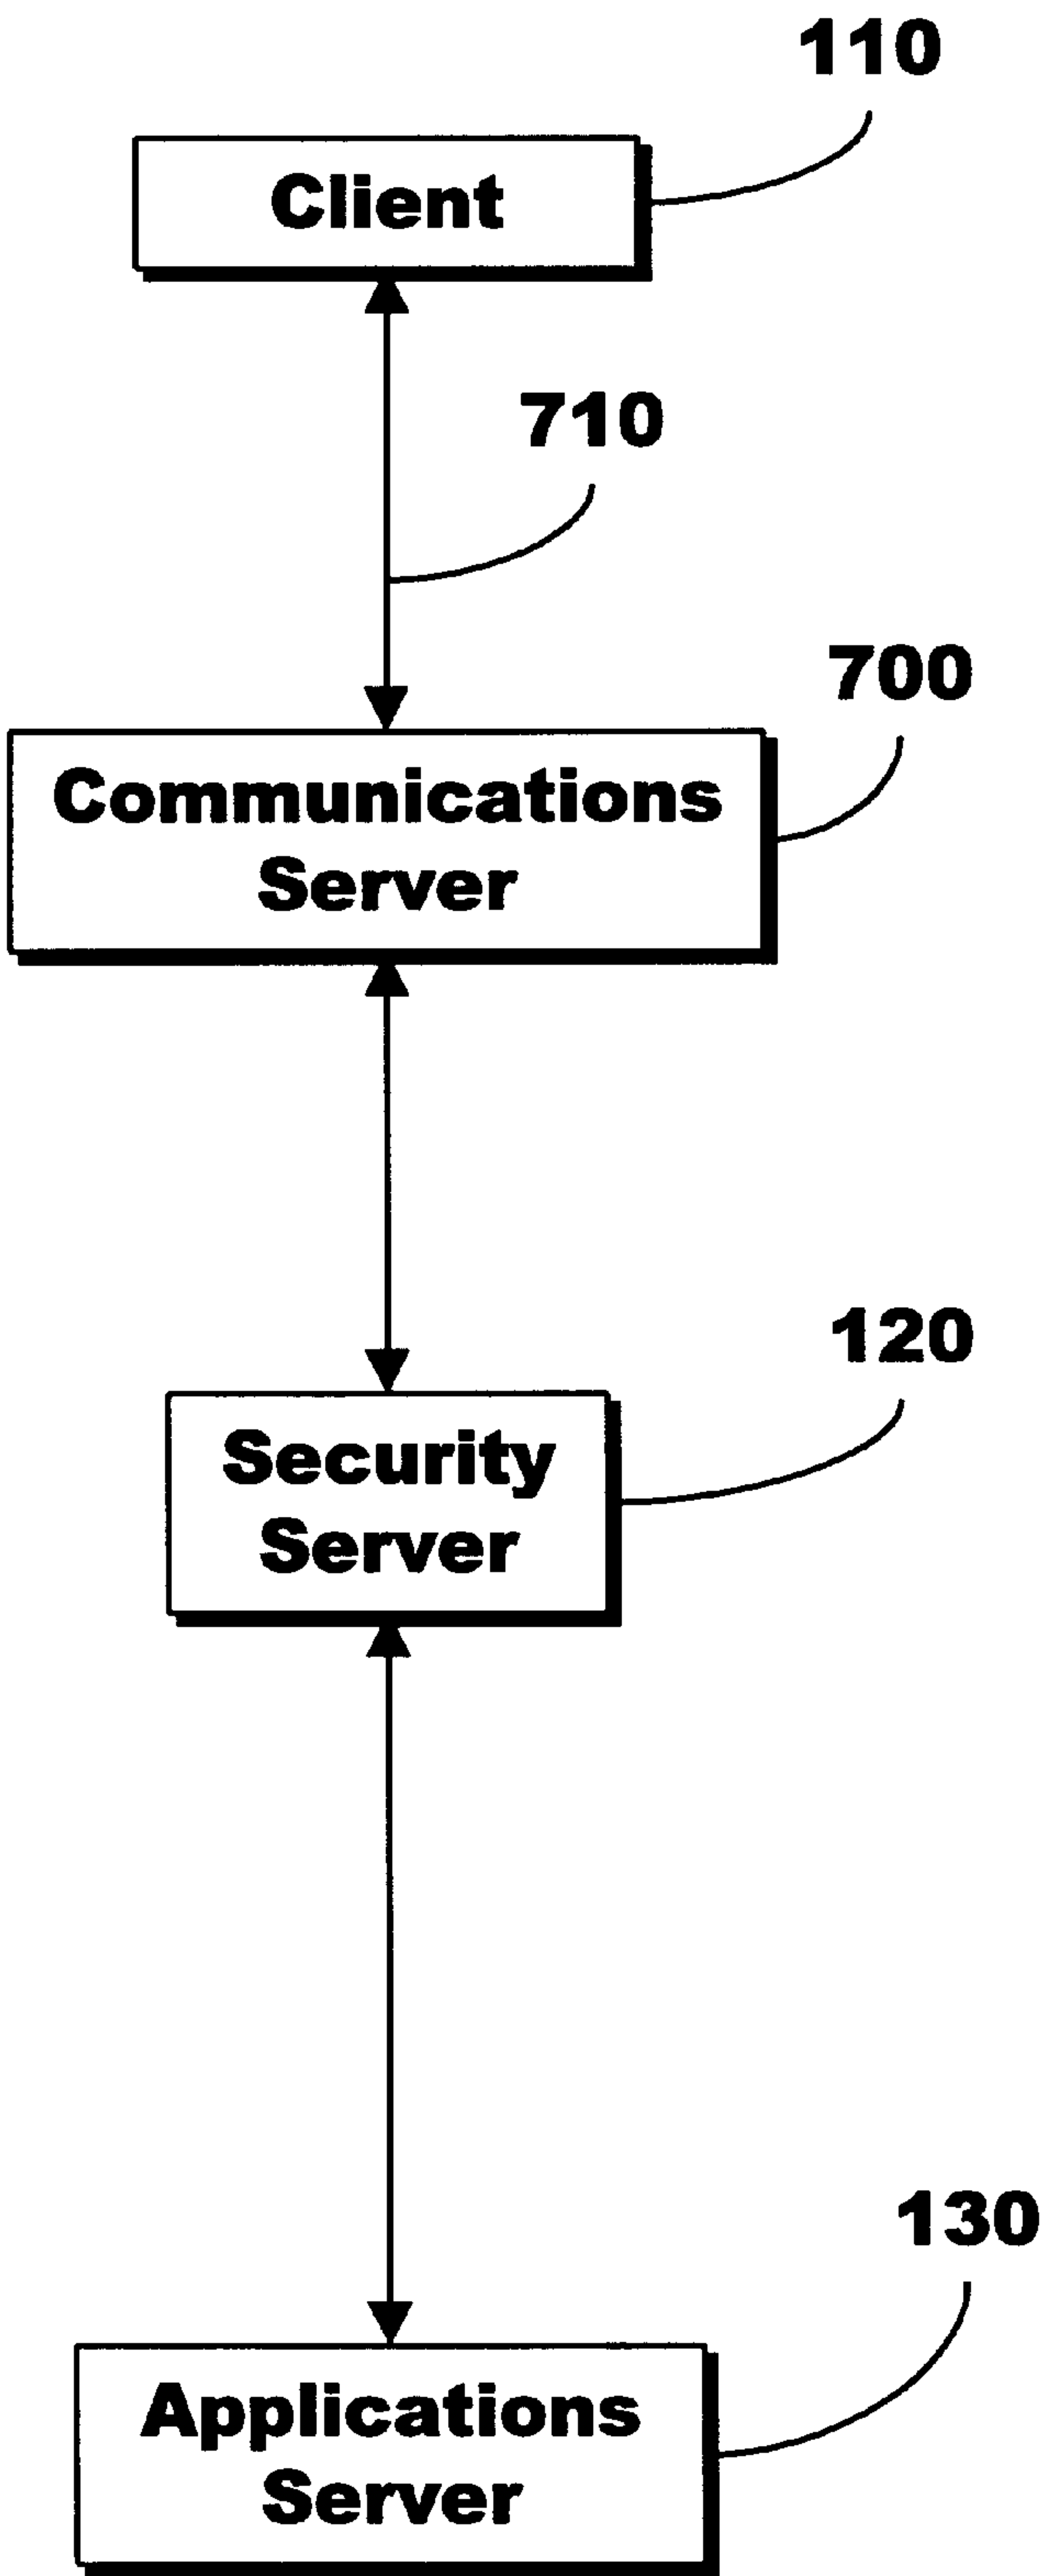 110
Client
710
700
Communications
Server
120
Security
Server
130
Applications
Server